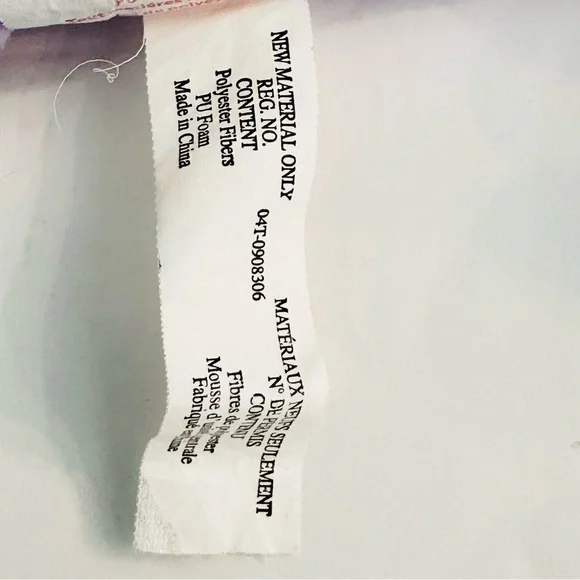 NEW MATERIAL ONLY
REG. NO.
CONTENT
Polyester Fibers
PU Foam
Made in China
04T-0908306
MATÉRIAUX NEUFS SEULEMENT
N° DE PERMIS
CONTENU
Fibres de
Mousse d'
Fabriqué